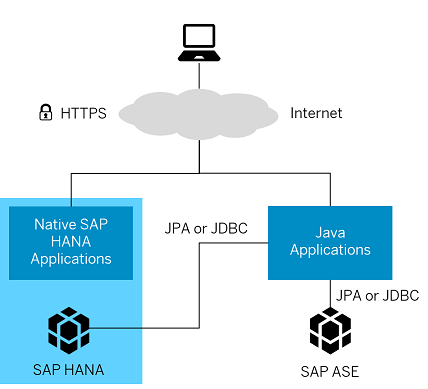 HTTPS
Internet
Native SAP
HANA
Applications
JPA or JDBC
Java
Applications
JPA or JDBC
SAP HANA
SAP ASE